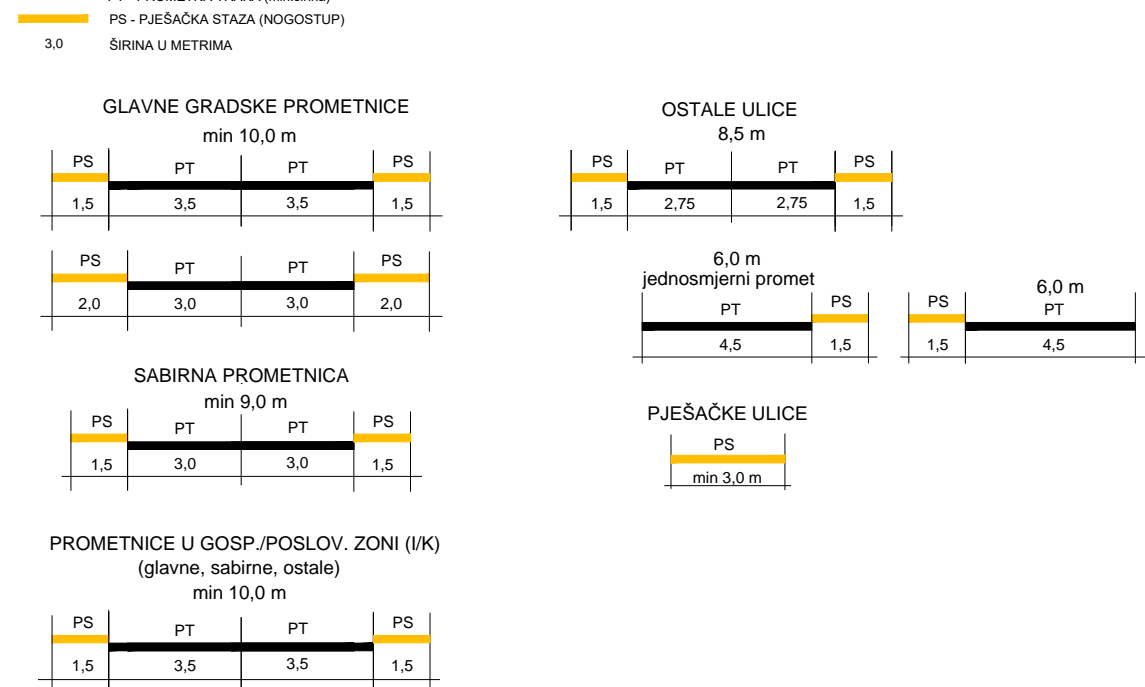 PS - PJEŠAČKA STAZA (NOGOSTUP)
3,0 ŠIRINA U METRIMA
GLAVNE GRADSKE PROMETNICE
min 10,0 m
PS PT PT PS
1,5 3,5 3,5 1,5
PS PT PT PS
2,0 3,0 3,0 2,0
SABIRNA PROMETNICA
min 9,0 m
PS PT PT PS
1,5 3,0 3,0 1,5
PROMETNICE U GOSP./POSLOV. ZONI (I/K)
(glavne, sabirne, ostale)
min 10,0 m
PS PT PT PS
1,5 3,5 3,5 1,5
OSTALE ULICE
8,5 m
PS PT PT PS
1,5 2,75 2,75 1,5
6,0 m
jednosmjerni promet
PT PS
4,5 1,5
6,0 m
PS PT
1,5 4,5
PJEŠAČKE ULICE
PS
min 3,0 m